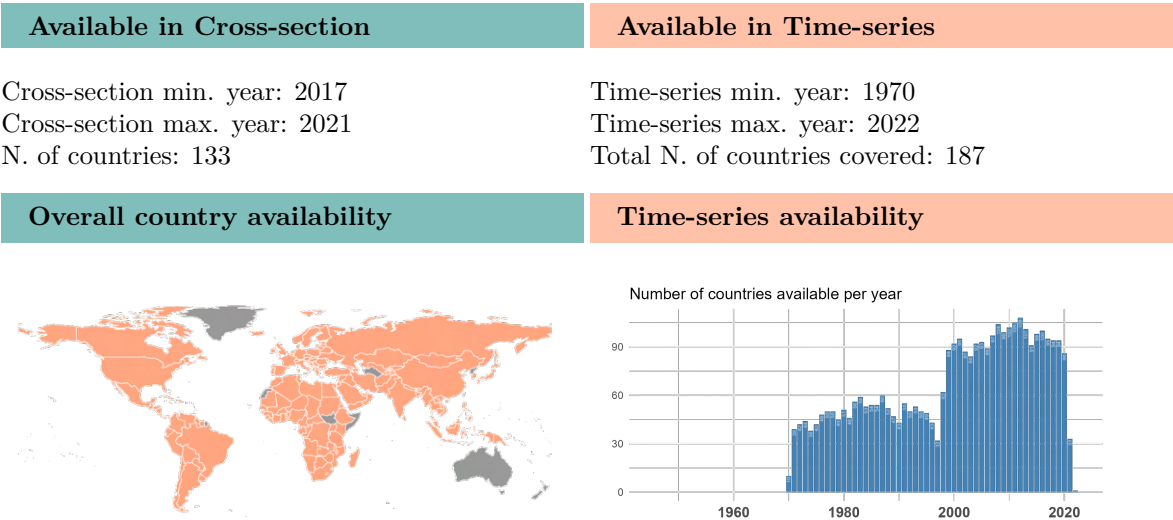 Available in Cross-section
Available in Time-series
Cross-section min. year: 2017
Cross-section max. year: 2021
N. of countries: 133
Time-series min. year: 1970
Time-series max. year: 2022
Total N. of countries covered: 187
Overall country availability
Time-series availability
Number of countries available per year
90
60
30
0
1960 1980 2000 2020